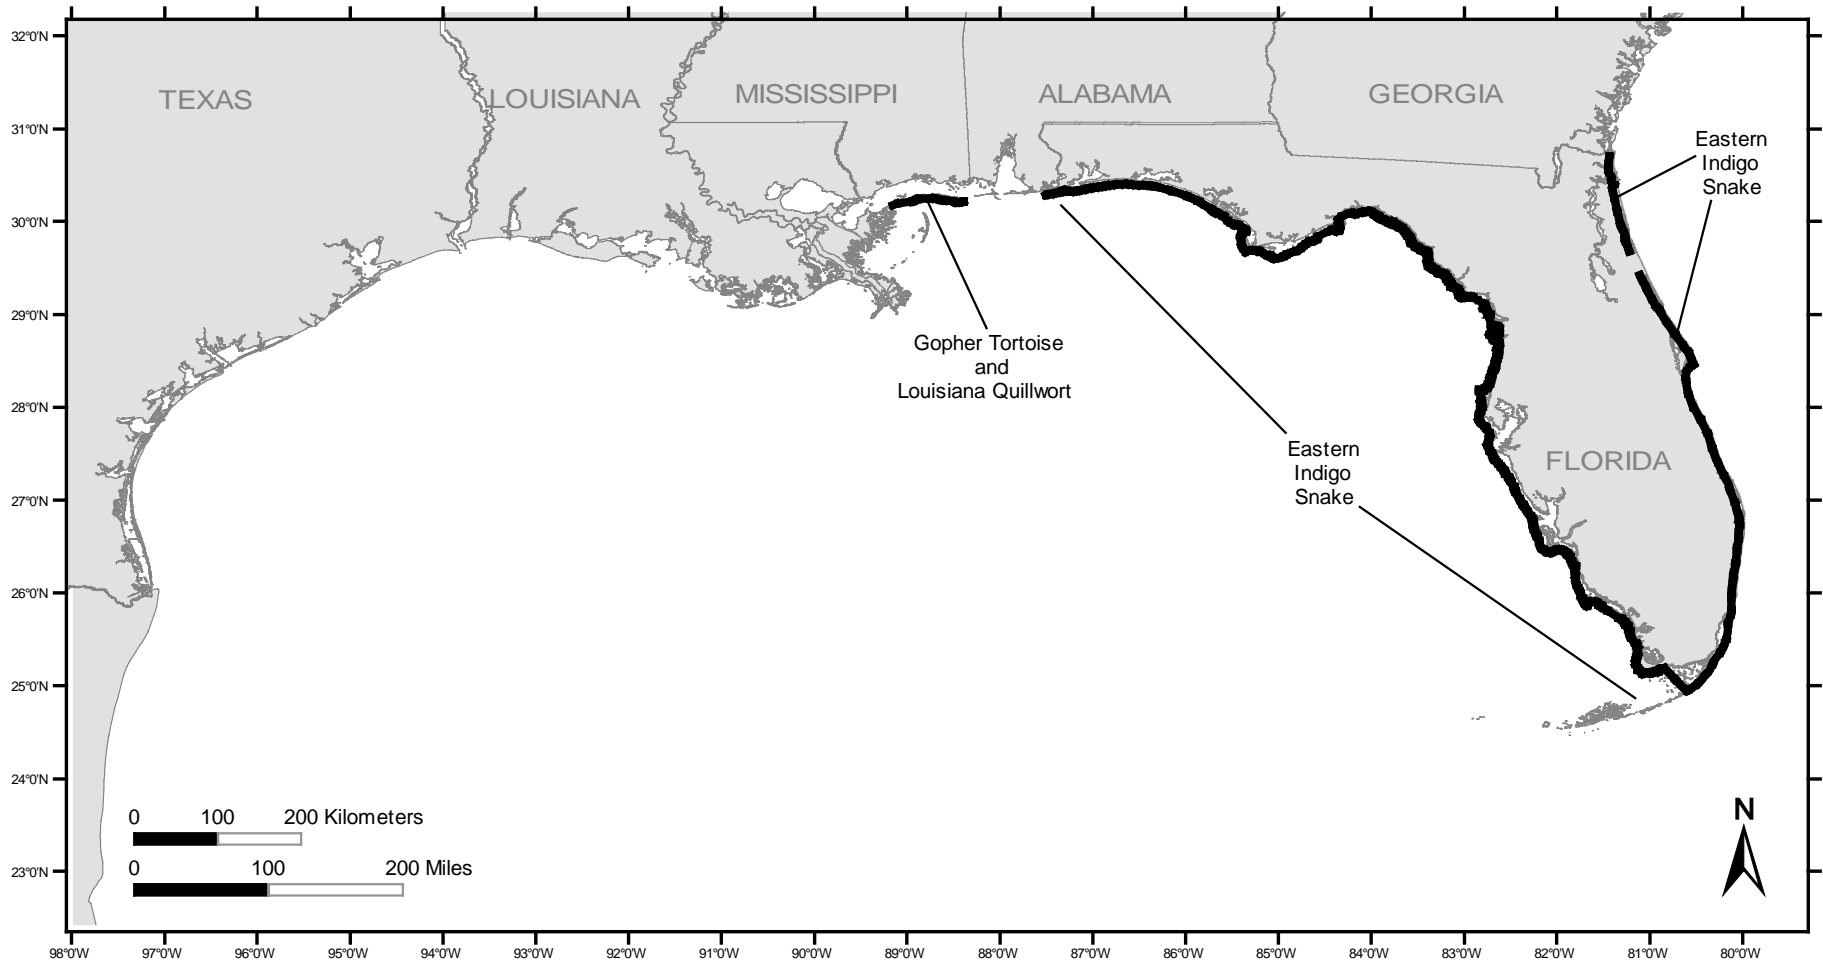 32°0'N
31°0'N
30°0'N
29°0'N
28°0'N
27°0'N
26°0'N
25°0'N
24°0'N
23°0'N
TEXAS
LOUISIANA
MISSISSIPPI
ALABAMA
GEORGIA
FLORIDA
Eastern
Indigo
Snake
Gopher Tortoise
and
Louisiana Quillwort
Eastern
Indigo
Snake
0 100 200 Kilometers
0 100 200 Miles
N
98°0'W 97°0'W 96°0'W 95°0'W 94°0'W 93°0'W 92°0'W 91°0'W 90°0'W 89°0'W 88°0'W 87°0'W 86°0'W 85°0'W 84°0'W 83°0'W 82°0'W 81°0'W 80°0'W